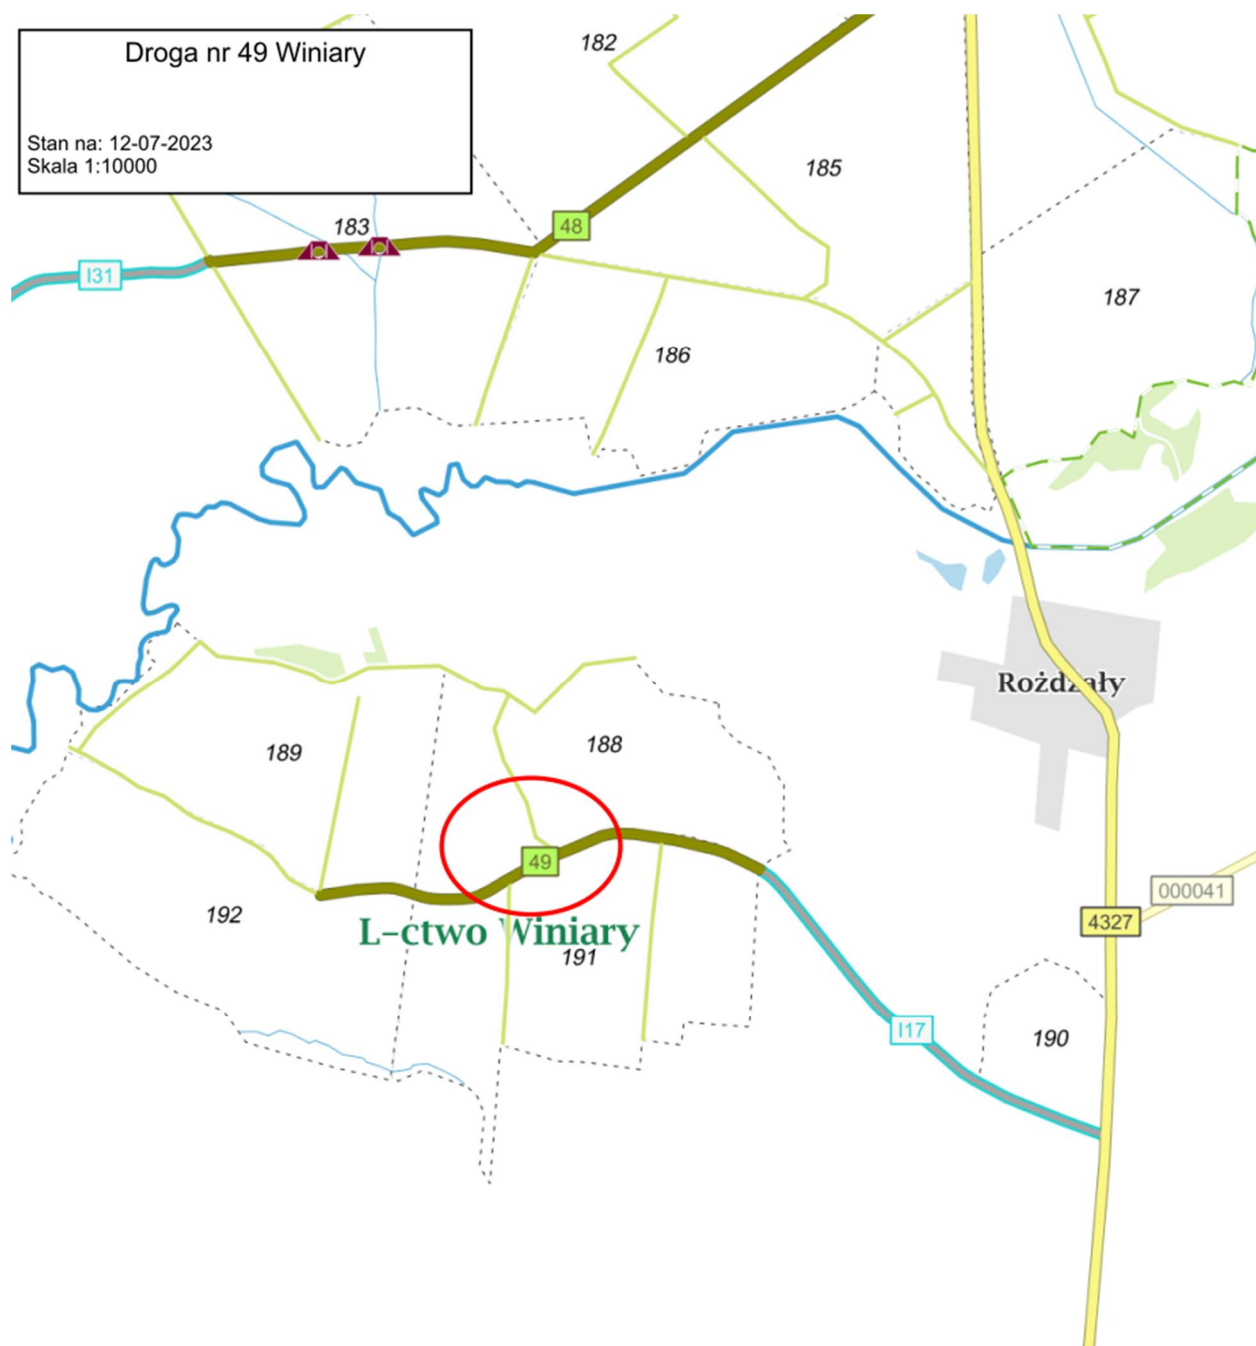 Droga nr 49 Winiary
Stan na: 12-07-2023
Skala 1:10000
182
185
183
48
I31
187
186
Rożdżały
189
188
49
192
L-ctwo Winiary
191
000041
4327
I17
190